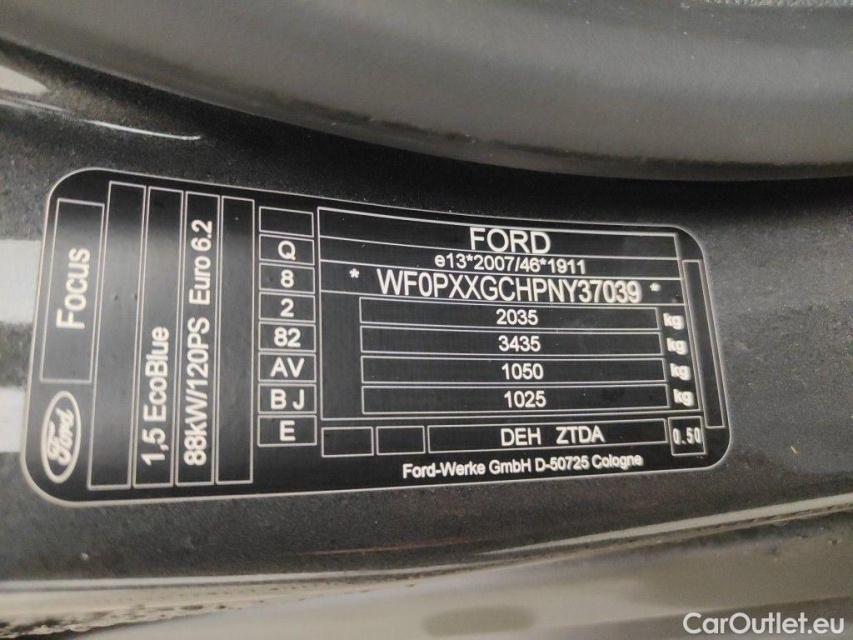 Focus
Ford
1,5 EcoBlue
88kW/120PS Euro 6.2
Q
8
2
82
AV
BJ
E
FORD
e13*2007/46*1911
* WF0PXXGCHPNY37039 *
2035 kg
3435 kg
1050 kg
1025 kg
DEH ZTDA 0.50
Ford-Werke GmbH D-50725 Cologne
CarOutlet.eu